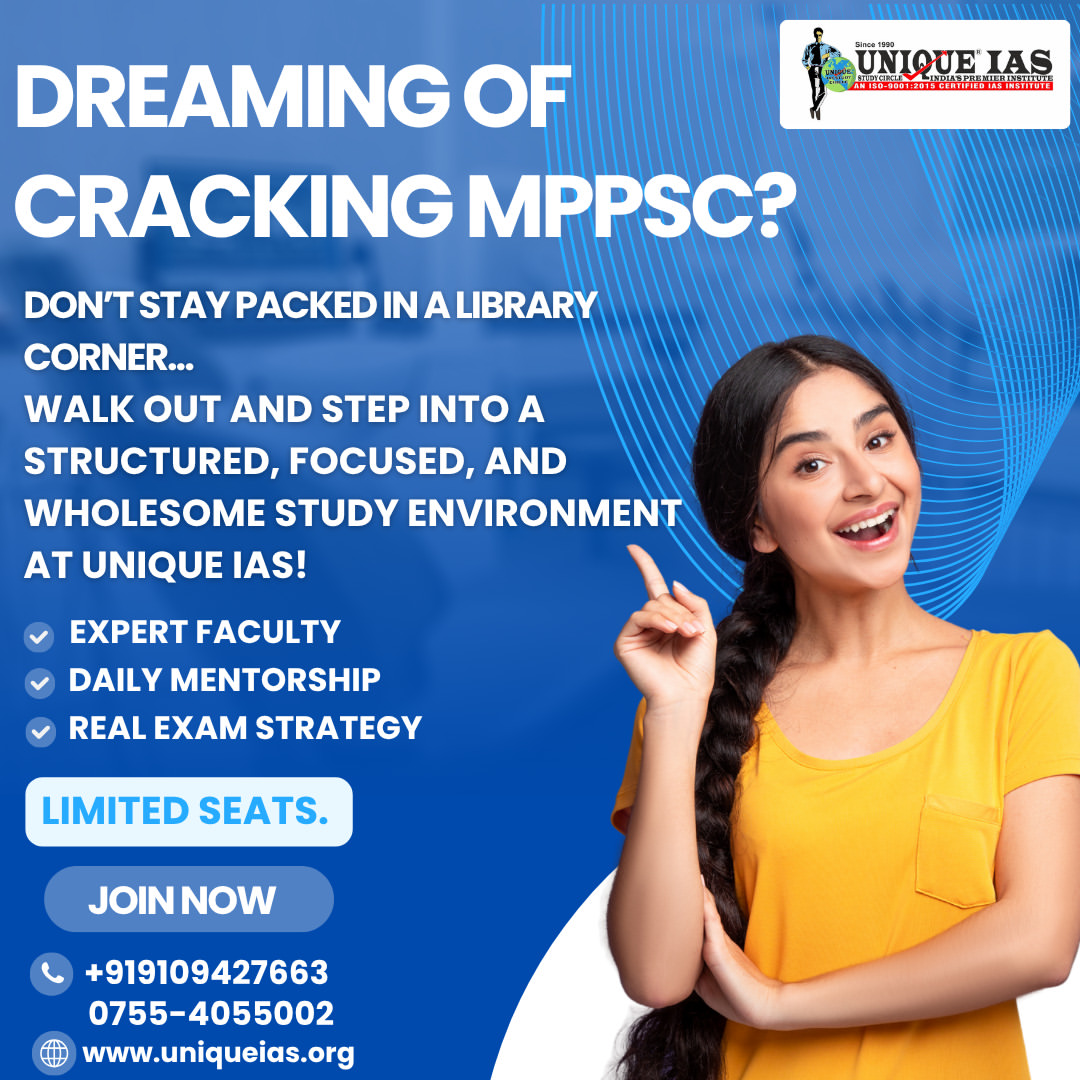 DREAMING OF
CRACKING MPPSC?
Since 1990
UNIQUE IAS
STUDY CIRCLE INDIA'S PREMIER INSTITUTE
AN ISO-9001:2015 CERTIFIED IAS INSTITUTE
UNIQUE
DON'T STAY PACKED IN A LIBRARY
CORNER...
WALK OUT AND STEP INTO A
STRUCTURED, FOCUSED, AND
WHOLESOME STUDY ENVIRONMENT
AT UNIQUE IAS!
EXPERT FACULTY
DAILY MENTORSHIP
REAL EXAM STRATEGY
LIMITED SEATS.
JOIN NOW
+919109427663
0755-4055002
www.uniqueias.org